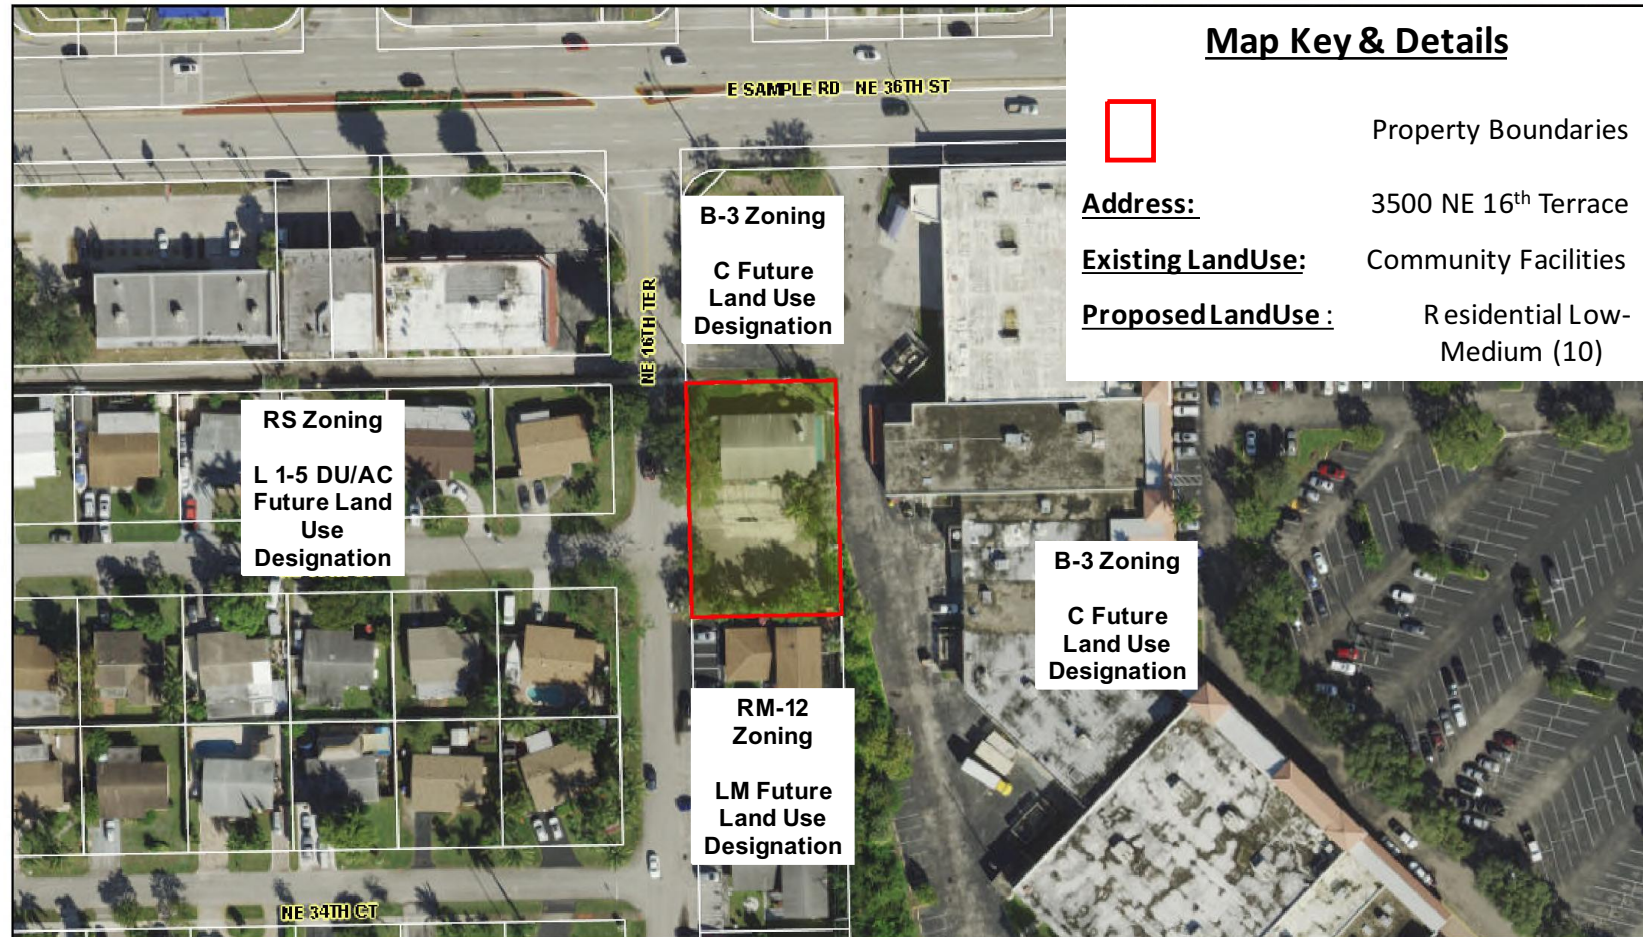 Map Key & Details
Property Boundaries
Address: 3500 NE 16th Terrace
Existing LandUse: Community Facilities
Proposed LandUse : Residential Low-
Medium (10)
E SAMPLE RD NE 36TH ST
NE 16TH TER
B-3 Zoning
C Future
Land Use
Designation
RS Zoning
L 1-5 DU/AC
Future Land
Use
Designation
B-3 Zoning
C Future
Land Use
Designation
RM-12
Zoning
LM Future
Land Use
Designation
NE 34TH CT